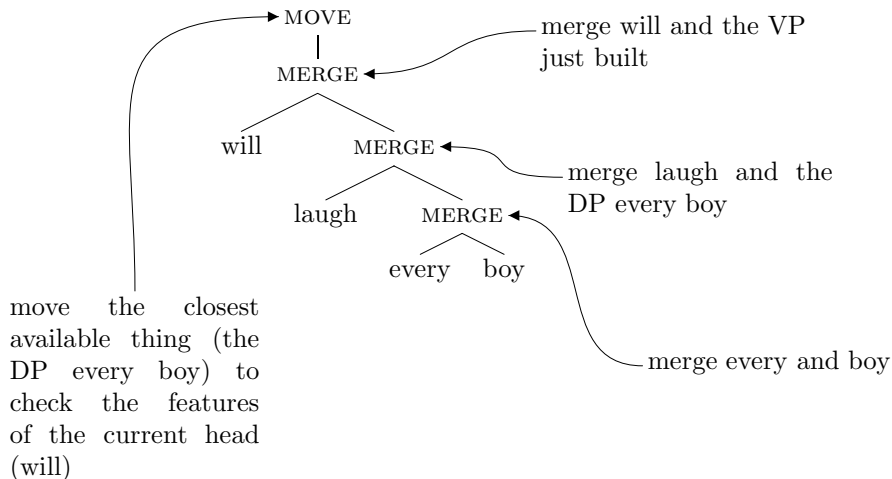 MOVE
merge will and the VP
just built
MERGE
will
MERGE
merge laugh and the
DP every boy
laugh
MERGE
every boy
move the closest
available thing (the
DP every boy) to
check the features
of the current head
(will)
merge every and boy